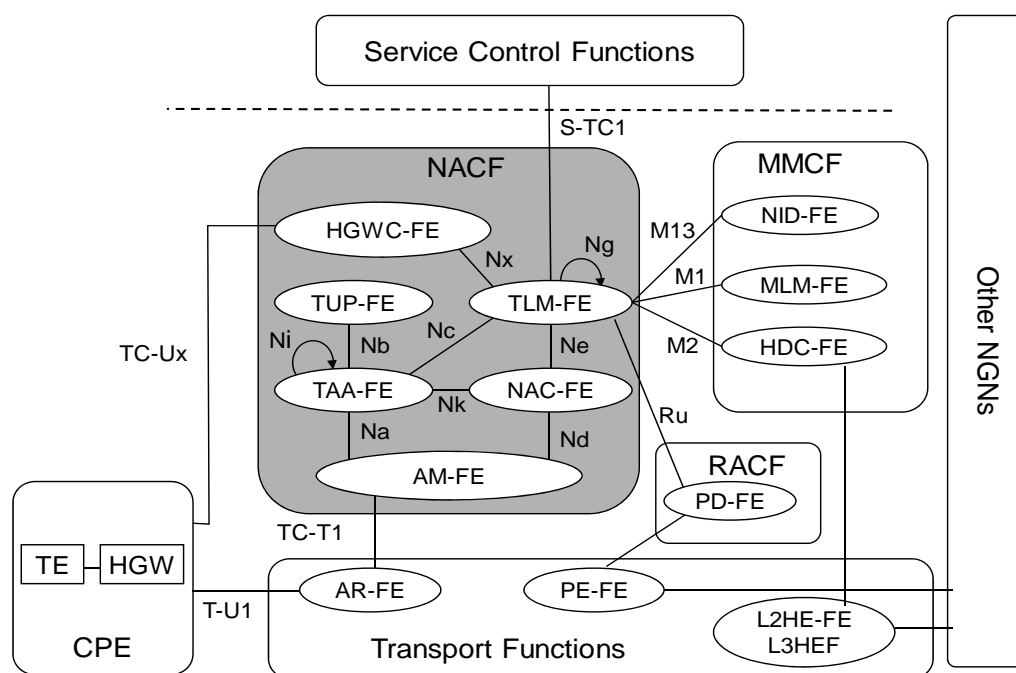 Service Control Functions
S-TC1
NACF
MMCF
HGWC-FE
NID-FE
M13
Nx
Ng
M1
TUP-FE
TLM-FE
MLM-FE
Other NGNs
TC-Ux
Ni
Nb
Nc
Ne
M2
HDC-FE
TAA-FE
Nk
NAC-FE
Na
Nd
Ru
RACF
AM-FE
PD-FE
TC-T1
TE
HGW
T-U1
AR-FE
PE-FE
L2HE-FE
L3HEF
CPE
Transport Functions